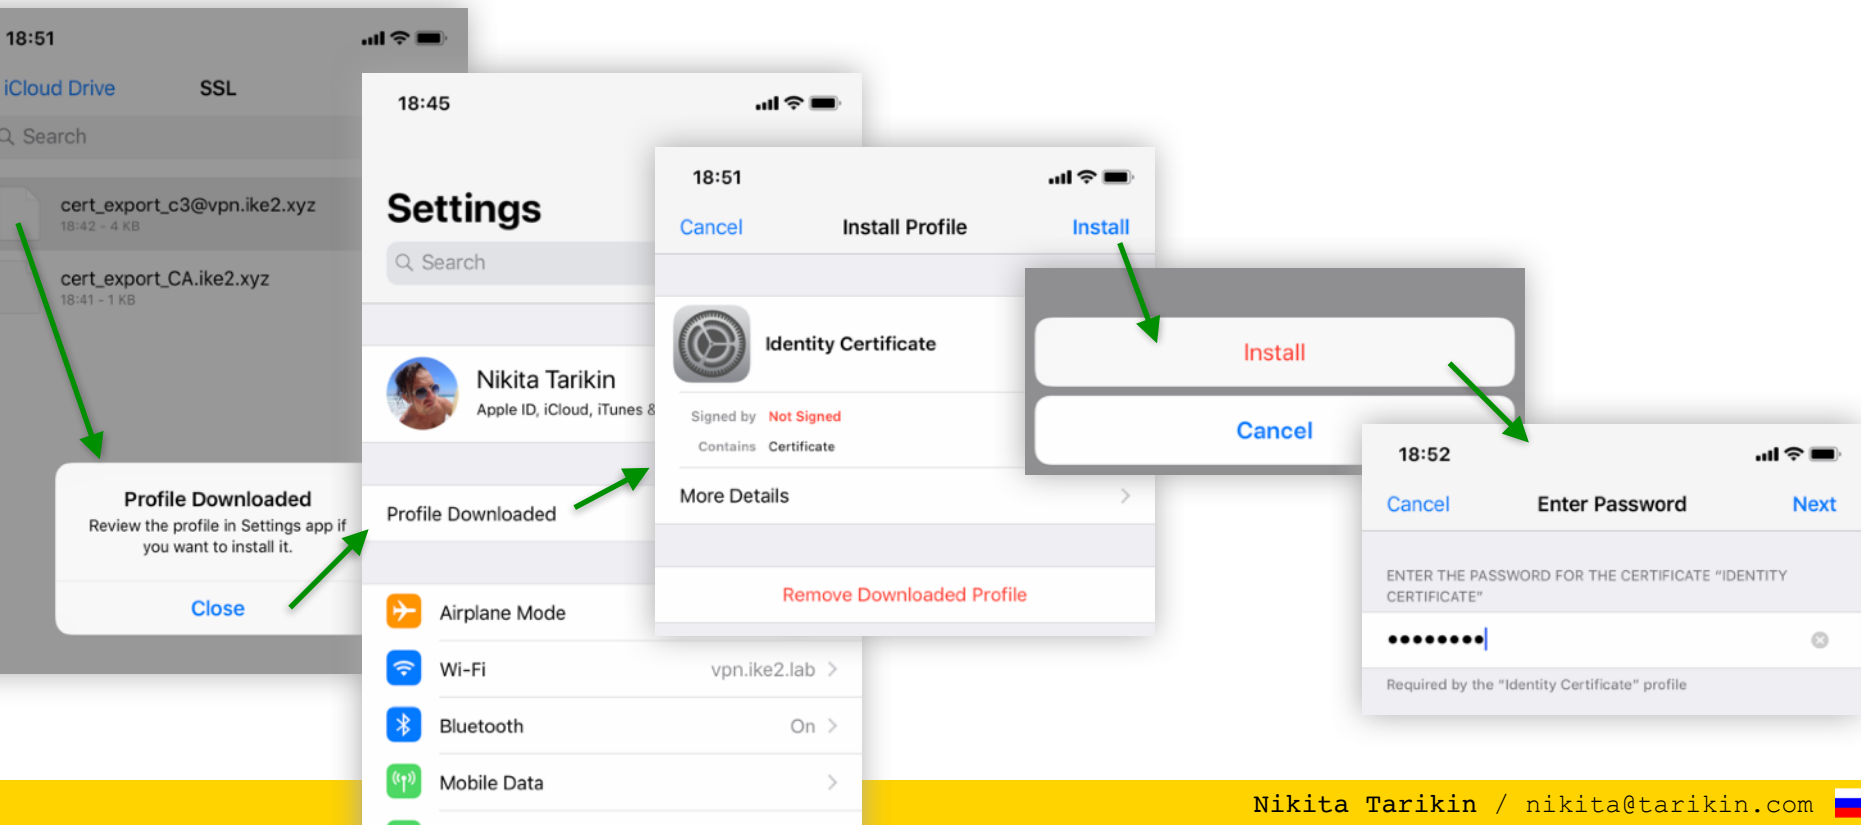 18:51
iCloud Drive
SSL
Search
cert_export_c3@vpn.ike2.xyz
18:42 - 4 KB
cert_export_CA.ike2.xyz
18:41 - 1 KB
Profile Downloaded
Review the profile in Settings app if
you want to install it.
Close
18:45
Settings
Search
Nikita Tarikin
Apple ID, iCloud, iTunes &
Profile Downloaded
Airplane Mode
Wi-Fi
vpn.ike2.lab
Bluetooth
On
Mobile Data
18:51
Cancel
Install Profile
Install
Identity Certificate
Signed by Not Signed
Contains Certificate
More Details
Remove Downloaded Profile
Install
Cancel
18:52
Cancel
Enter Password
Next
ENTER THE PASSWORD FOR THE CERTIFICATE “IDENTITY
CERTIFICATE”
Required by the “Identity Certificate” profile
Nikita Tarikin / nikita@tarikin.com